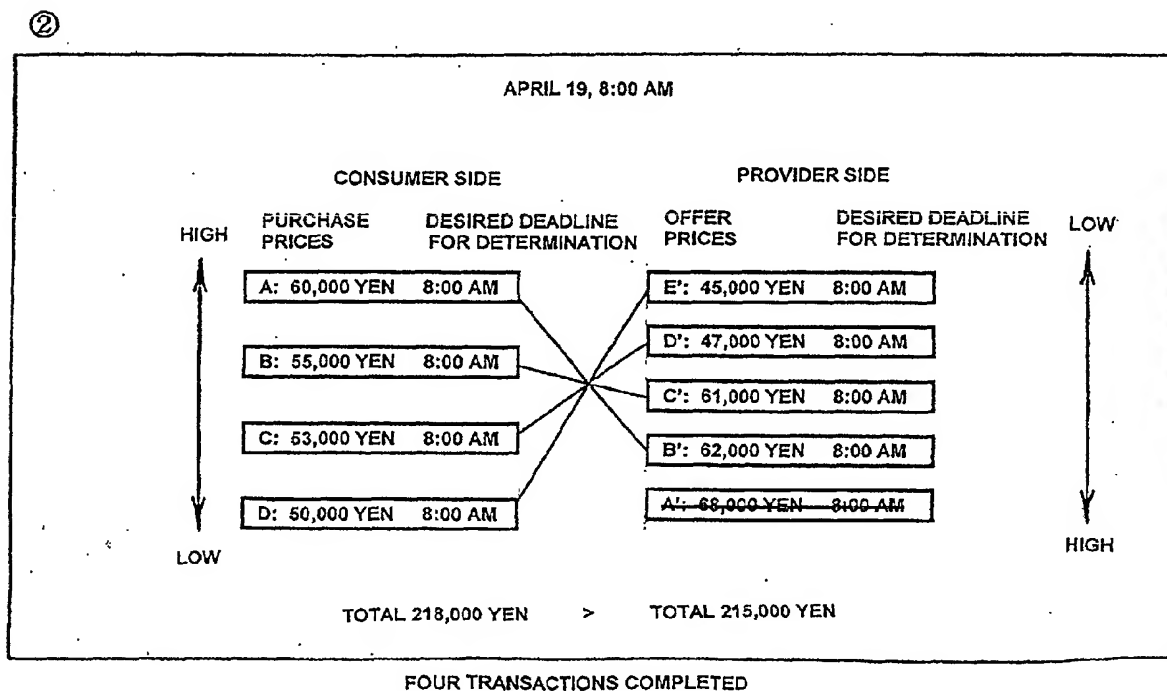 ②
APRIL 19, 8:00 AM
CONSUMER SIDE
PROVIDER SIDE
HIGH
PURCHASE PRICES
DESIRED DEADLINE FOR DETERMINATION
OFFER PRICES
DESIRED DEADLINE FOR DETERMINATION
LOW
A: 60,000 YEN 8:00 AM
E': 45,000 YEN 8:00 AM
D': 47,000 YEN 8:00 AM
B: 55,000 YEN 8:00 AM
C': 61,000 YEN 8:00 AM
C: 53,000 YEN 8:00 AM
B': 62,000 YEN 8:00 AM
D: 50,000 YEN 8:00 AM
A': 68,000 YEN 8:00 AM
LOW
HIGH
TOTAL 218,000 YEN > TOTAL 215,000 YEN
FOUR TRANSACTIONS COMPLETED